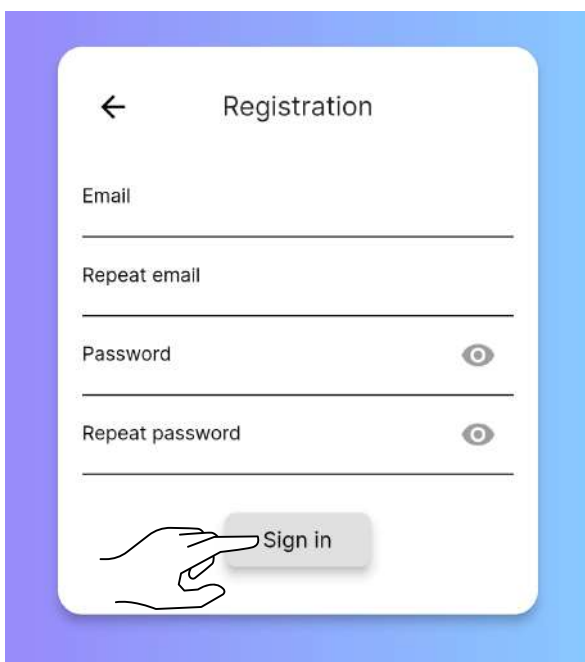 Registration
Email
Repeat email
Password
Repeat password
Sign in